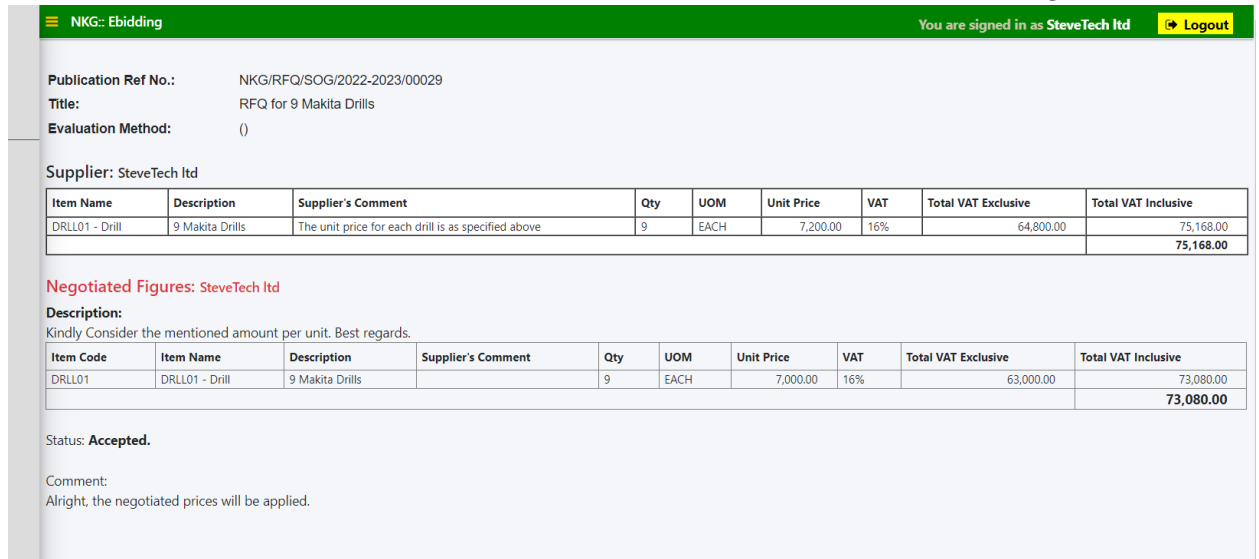 NKG:: Ebidding You are signed in as SteveTech ltd Logout
Publication Ref No.: NKG/RFQ/SOG/2022-2023/00029
Title: RFQ for 9 Makita Drills
Evaluation Method: ()
Supplier: SteveTech ltd
Item Name Description Supplier's Comment Qty UOM Unit Price VAT Total VAT Exclusive Total VAT Inclusive
DRLL01 - Drill 9 Makita Drills The unit price for each drill is as specified above 9 EACH 7,200.00 16% 64,800.00 75,168.00
75,168.00
Negotiated Figures: SteveTech ltd
Description:
Kindly Consider the mentioned amount per unit. Best regards.
Item Code Item Name Description Supplier's Comment Qty UOM Unit Price VAT Total VAT Exclusive Total VAT Inclusive
DRLL01 DRLL01 - Drill 9 Makita Drills 9 EACH 7,000.00 16% 63,000.00 73,080.00
73,080.00
Status: Accepted.
Comment:
Alright, the negotiated prices will be applied.